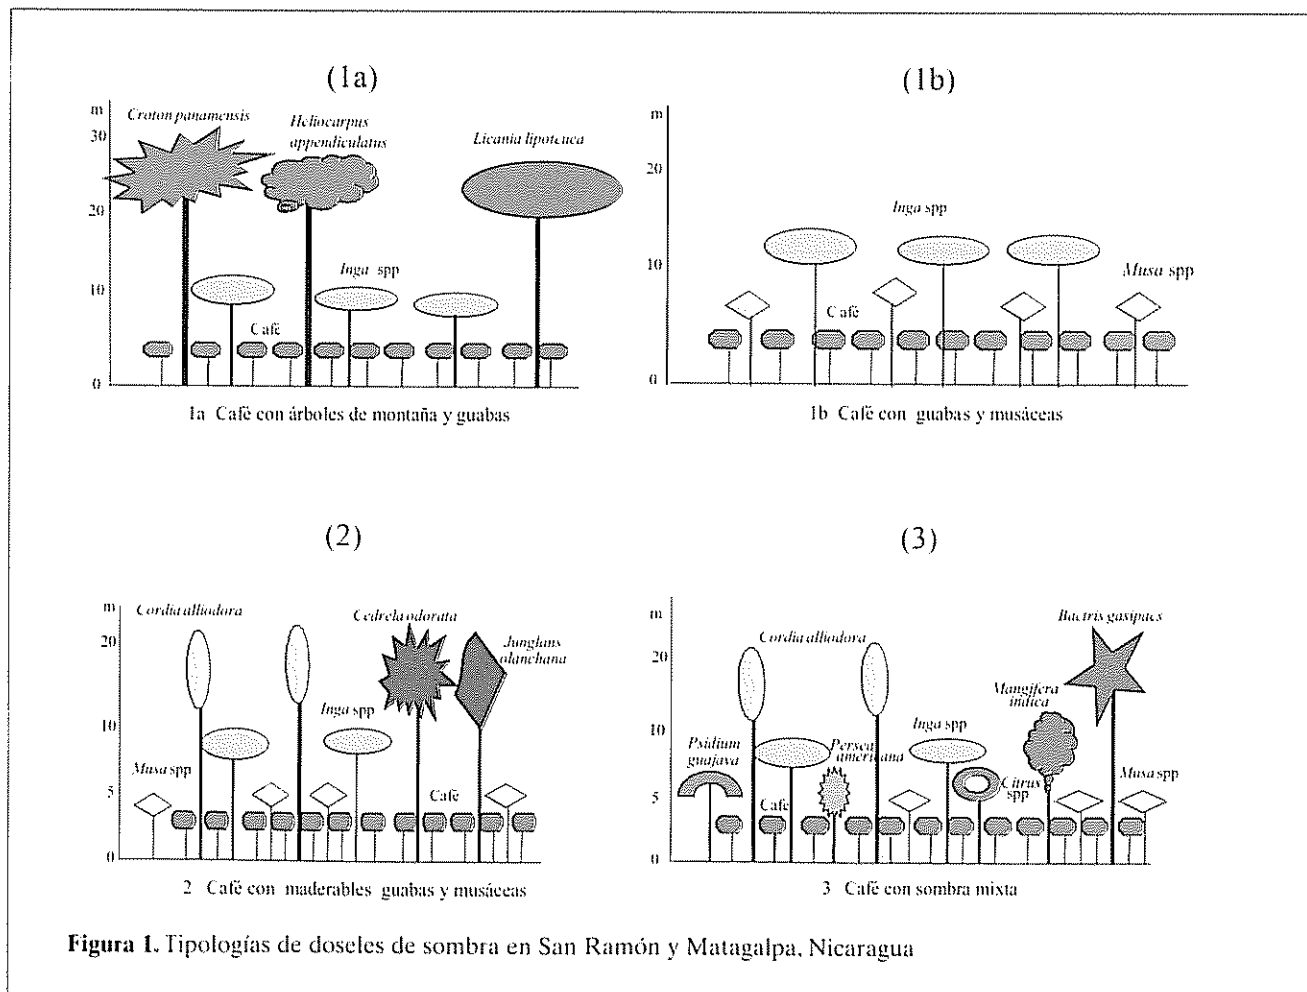 (1a)
m
30
20
10
0
Croton panamensis
Heliocarpus
appendiculatus
Licania lipoteuca
Inga spp
Café
1a Café con árboles de montaña y guabas
(1b)
m
20
10
0
Inga spp
Musa spp
Café
1b Café con guabas y musáceas
(2)
m
20
10
5
0
Cordia alliodora
Cedrela odorata
Junglans
olanchana
Inga spp
Musa spp
Café
2 Café con maderables guabas y musáceas
(3)
m
20
10
5
0
Bactris gasipaes
Cordia alliodora
Mangifera
indica
Inga spp
Psidium
guajava
Persea
americana
Citrus
spp
Musa spp
Café
3 Café con sombra mixta
Figura 1. Tipologías de doseles de sombra en San Ramón y Matagalpa, Nicaragua